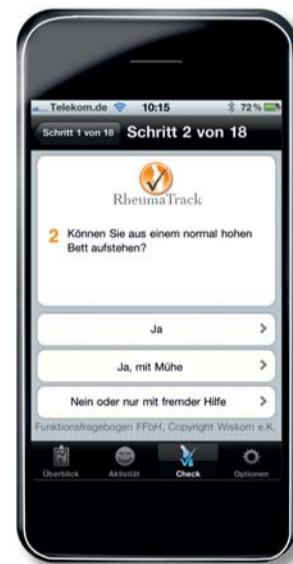 Telekom.de 10:15 72%
Schritt 1 von 18 Schritt 2 von 18
RheumaTrack
2 Können Sie aus einem normal hohen
Bett aufstehen?
Ja
Ja, mit Mühe
Nein oder nur mit fremder Hilfe
Funktionsfragebogen FFbH, Copyright Wiskom e.K.
Überblick Aktivität Check Optionen